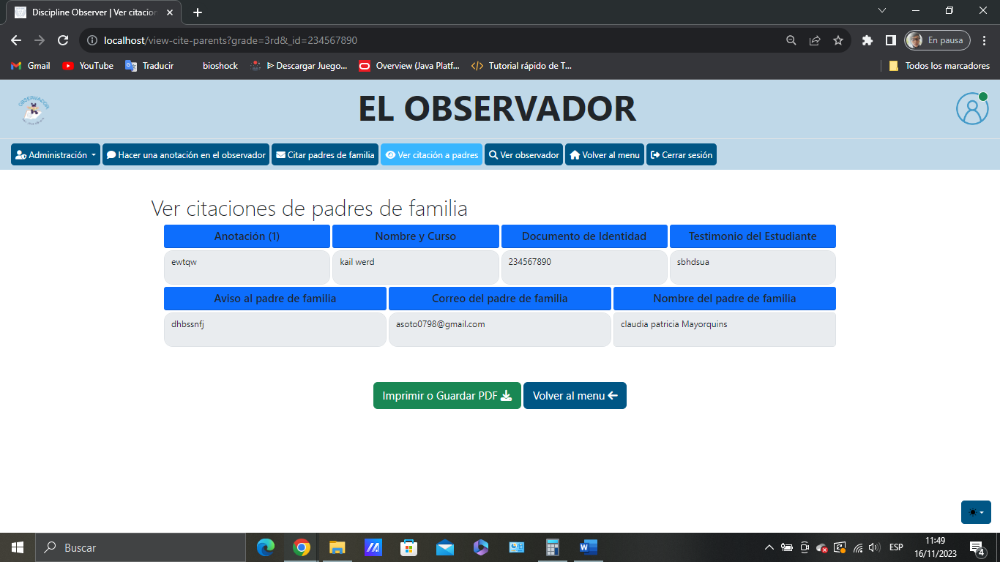 Discipline Observer | Ver citacion
localhost/view-cite-parents?grade=3rd&_id=234567890
En pausa
Gmail
YouTube
Traducir
bioshock
Descargar Juego...
Overview (Java Platf...
Tutorial rápido de T...
Todos los marcadores
OBSERVADOR
EL OBSERVADOR
Administración
Hacer una anotación en el observador
Citar padres de familia
Ver citación a padres
Ver observador
Volver al menu
Cerrar sesión
Ver citaciones de padres de familia
Anotación (1)
Nombre y Curso
Documento de Identidad
Testimonio del Estudiante
ewtqw
kail werd
234567890
sbhdsua
Aviso al padre de familia
Correo del padre de familia
Nombre del padre de familia
dhbssnfj
asoto0798@gmail.com
claudia patricia Mayorquins
Imprimir o Guardar PDF
Volver al menu
Buscar
ESP
11:49
16/11/2023
4